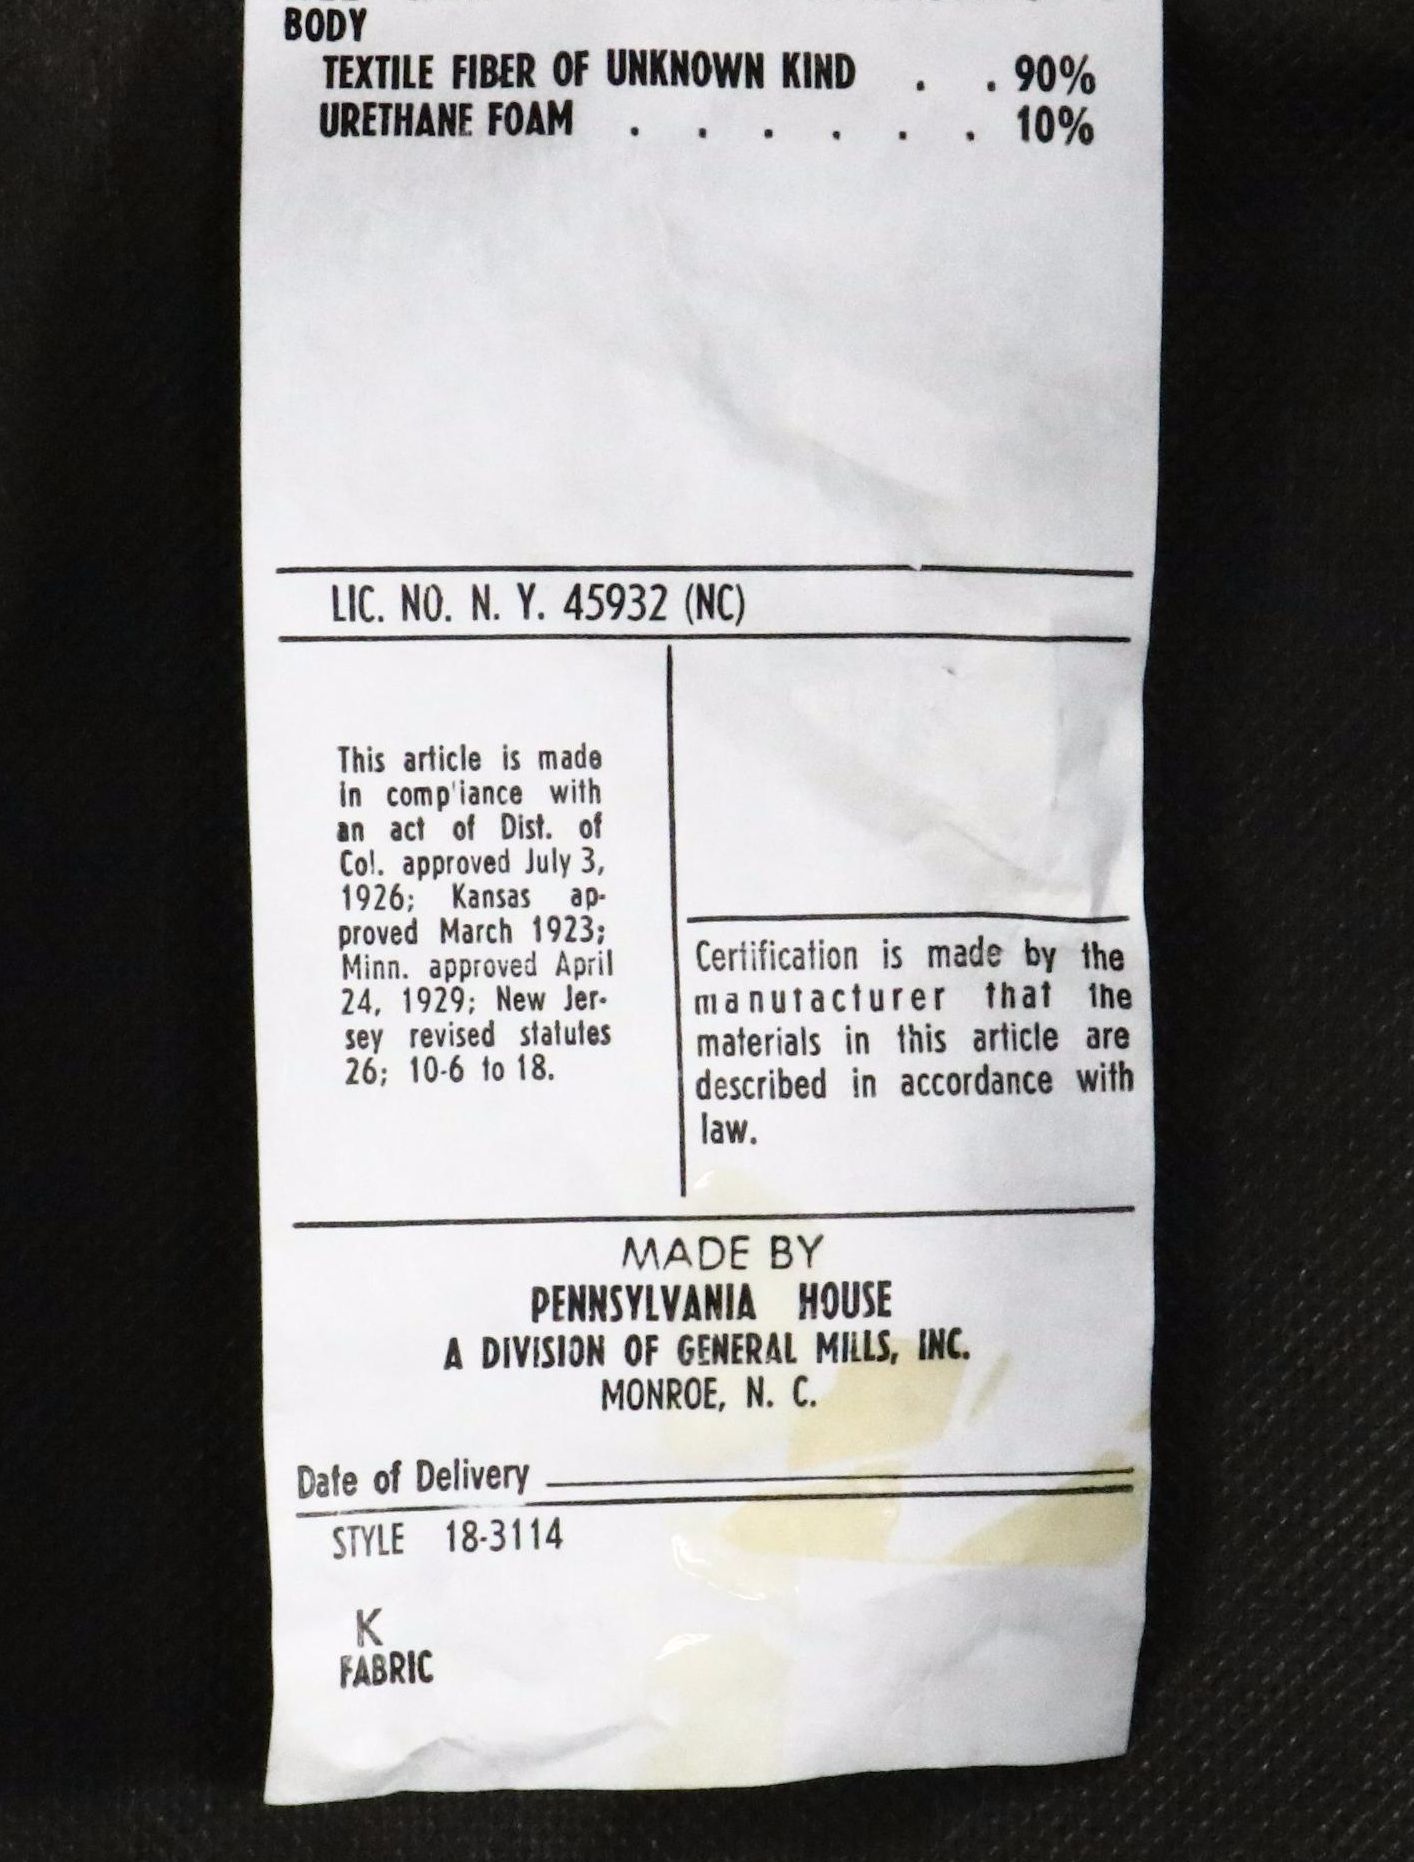 BODY
TEXTILE FIBER OF UNKNOWN KIND . . 90%
URETHANE FOAM . . . . . . 10%
LIC. NO. N. Y. 45932 (NC)
This article is made
in comp'iance with
an act of Dist. of
Col. approved July 3,
1926; Kansas ap-
proved March 1923;
Minn. approved April
24, 1929; New Jer-
sey revised statutes
26; 10-6 to 18.
Certification is made by the
manufacturer that the
materials in this article are
described in accordance with
law.
MADE BY
PENNSYLVANIA HOUSE
A DIVISION OF GENERAL MILLS, INC.
MONROE, N. C.
Date of Delivery
STYLE 18-3114
K
FABRIC